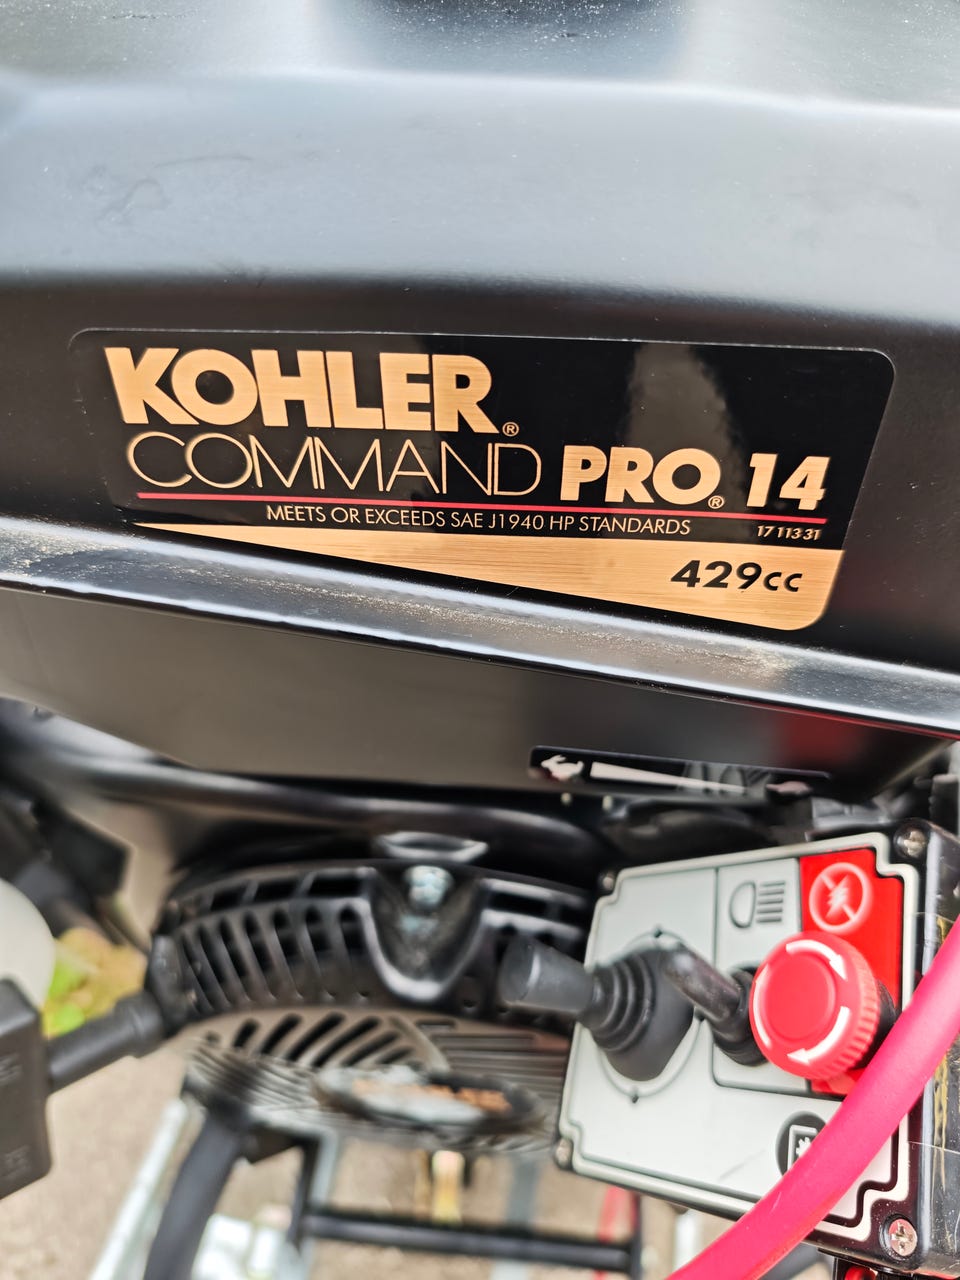 KOHLER®
COMMAND PRO® 14
MEETS OR EXCEEDS SAE J1940 HP STANDARDS
17 113 31
429cc